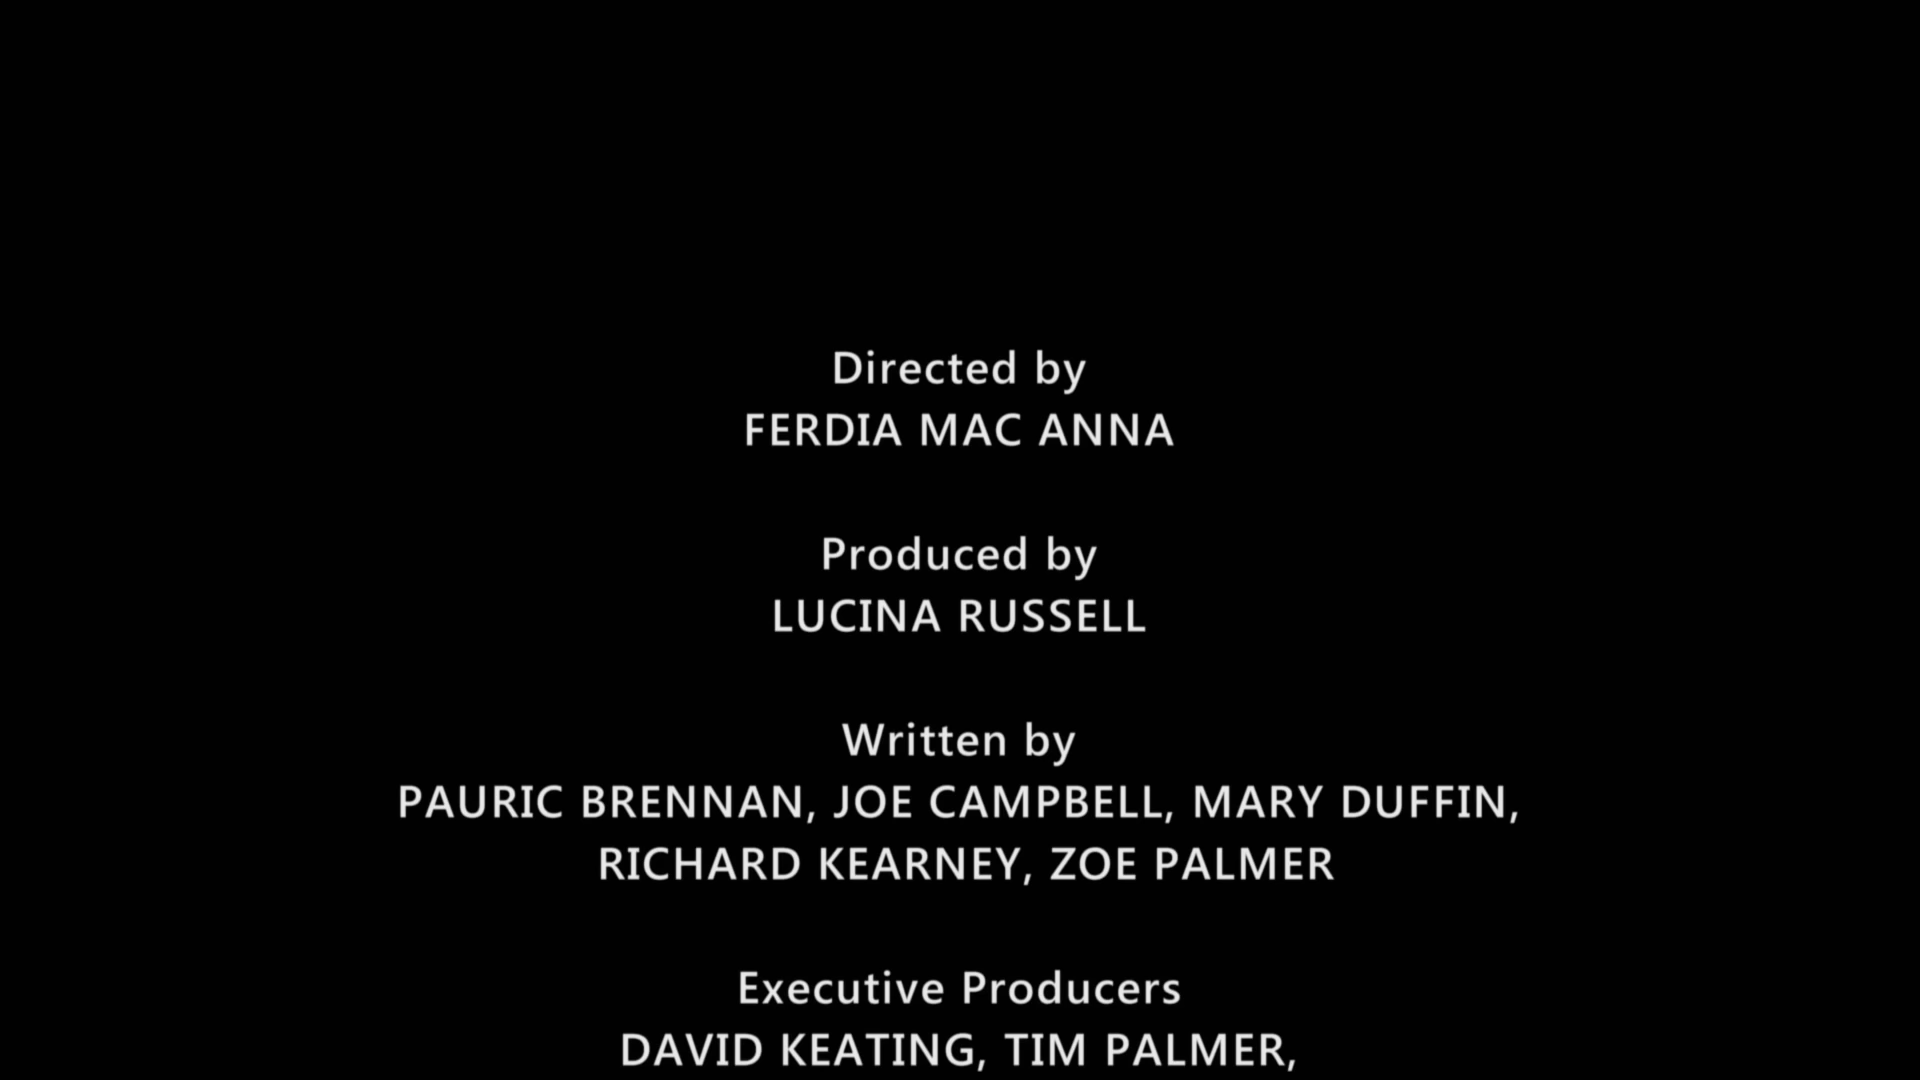 Directed by
FERDIA MAC ANNA
Produced by
LUCINA RUSSELL
Written by
PAURIC BRENNAN, JOE CAMPBELL, MARY DUFFIN,
RICHARD KEARNEY, ZOE PALMER
Executive Producers
DAVID KEATING, TIM PALMER,